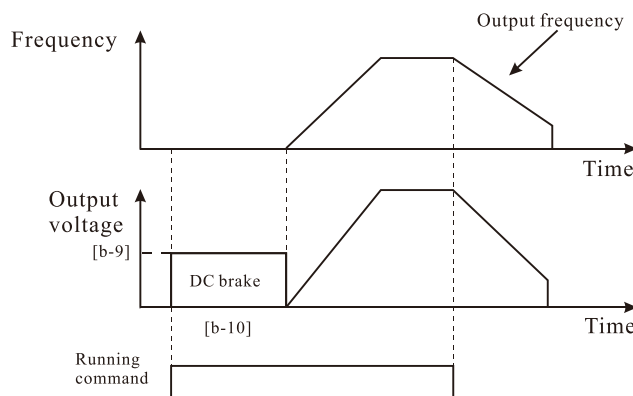 Output frequency
Frequency
Time
Output
voltage
[b-9]
DC brake
Time
[b-10]
Running
command